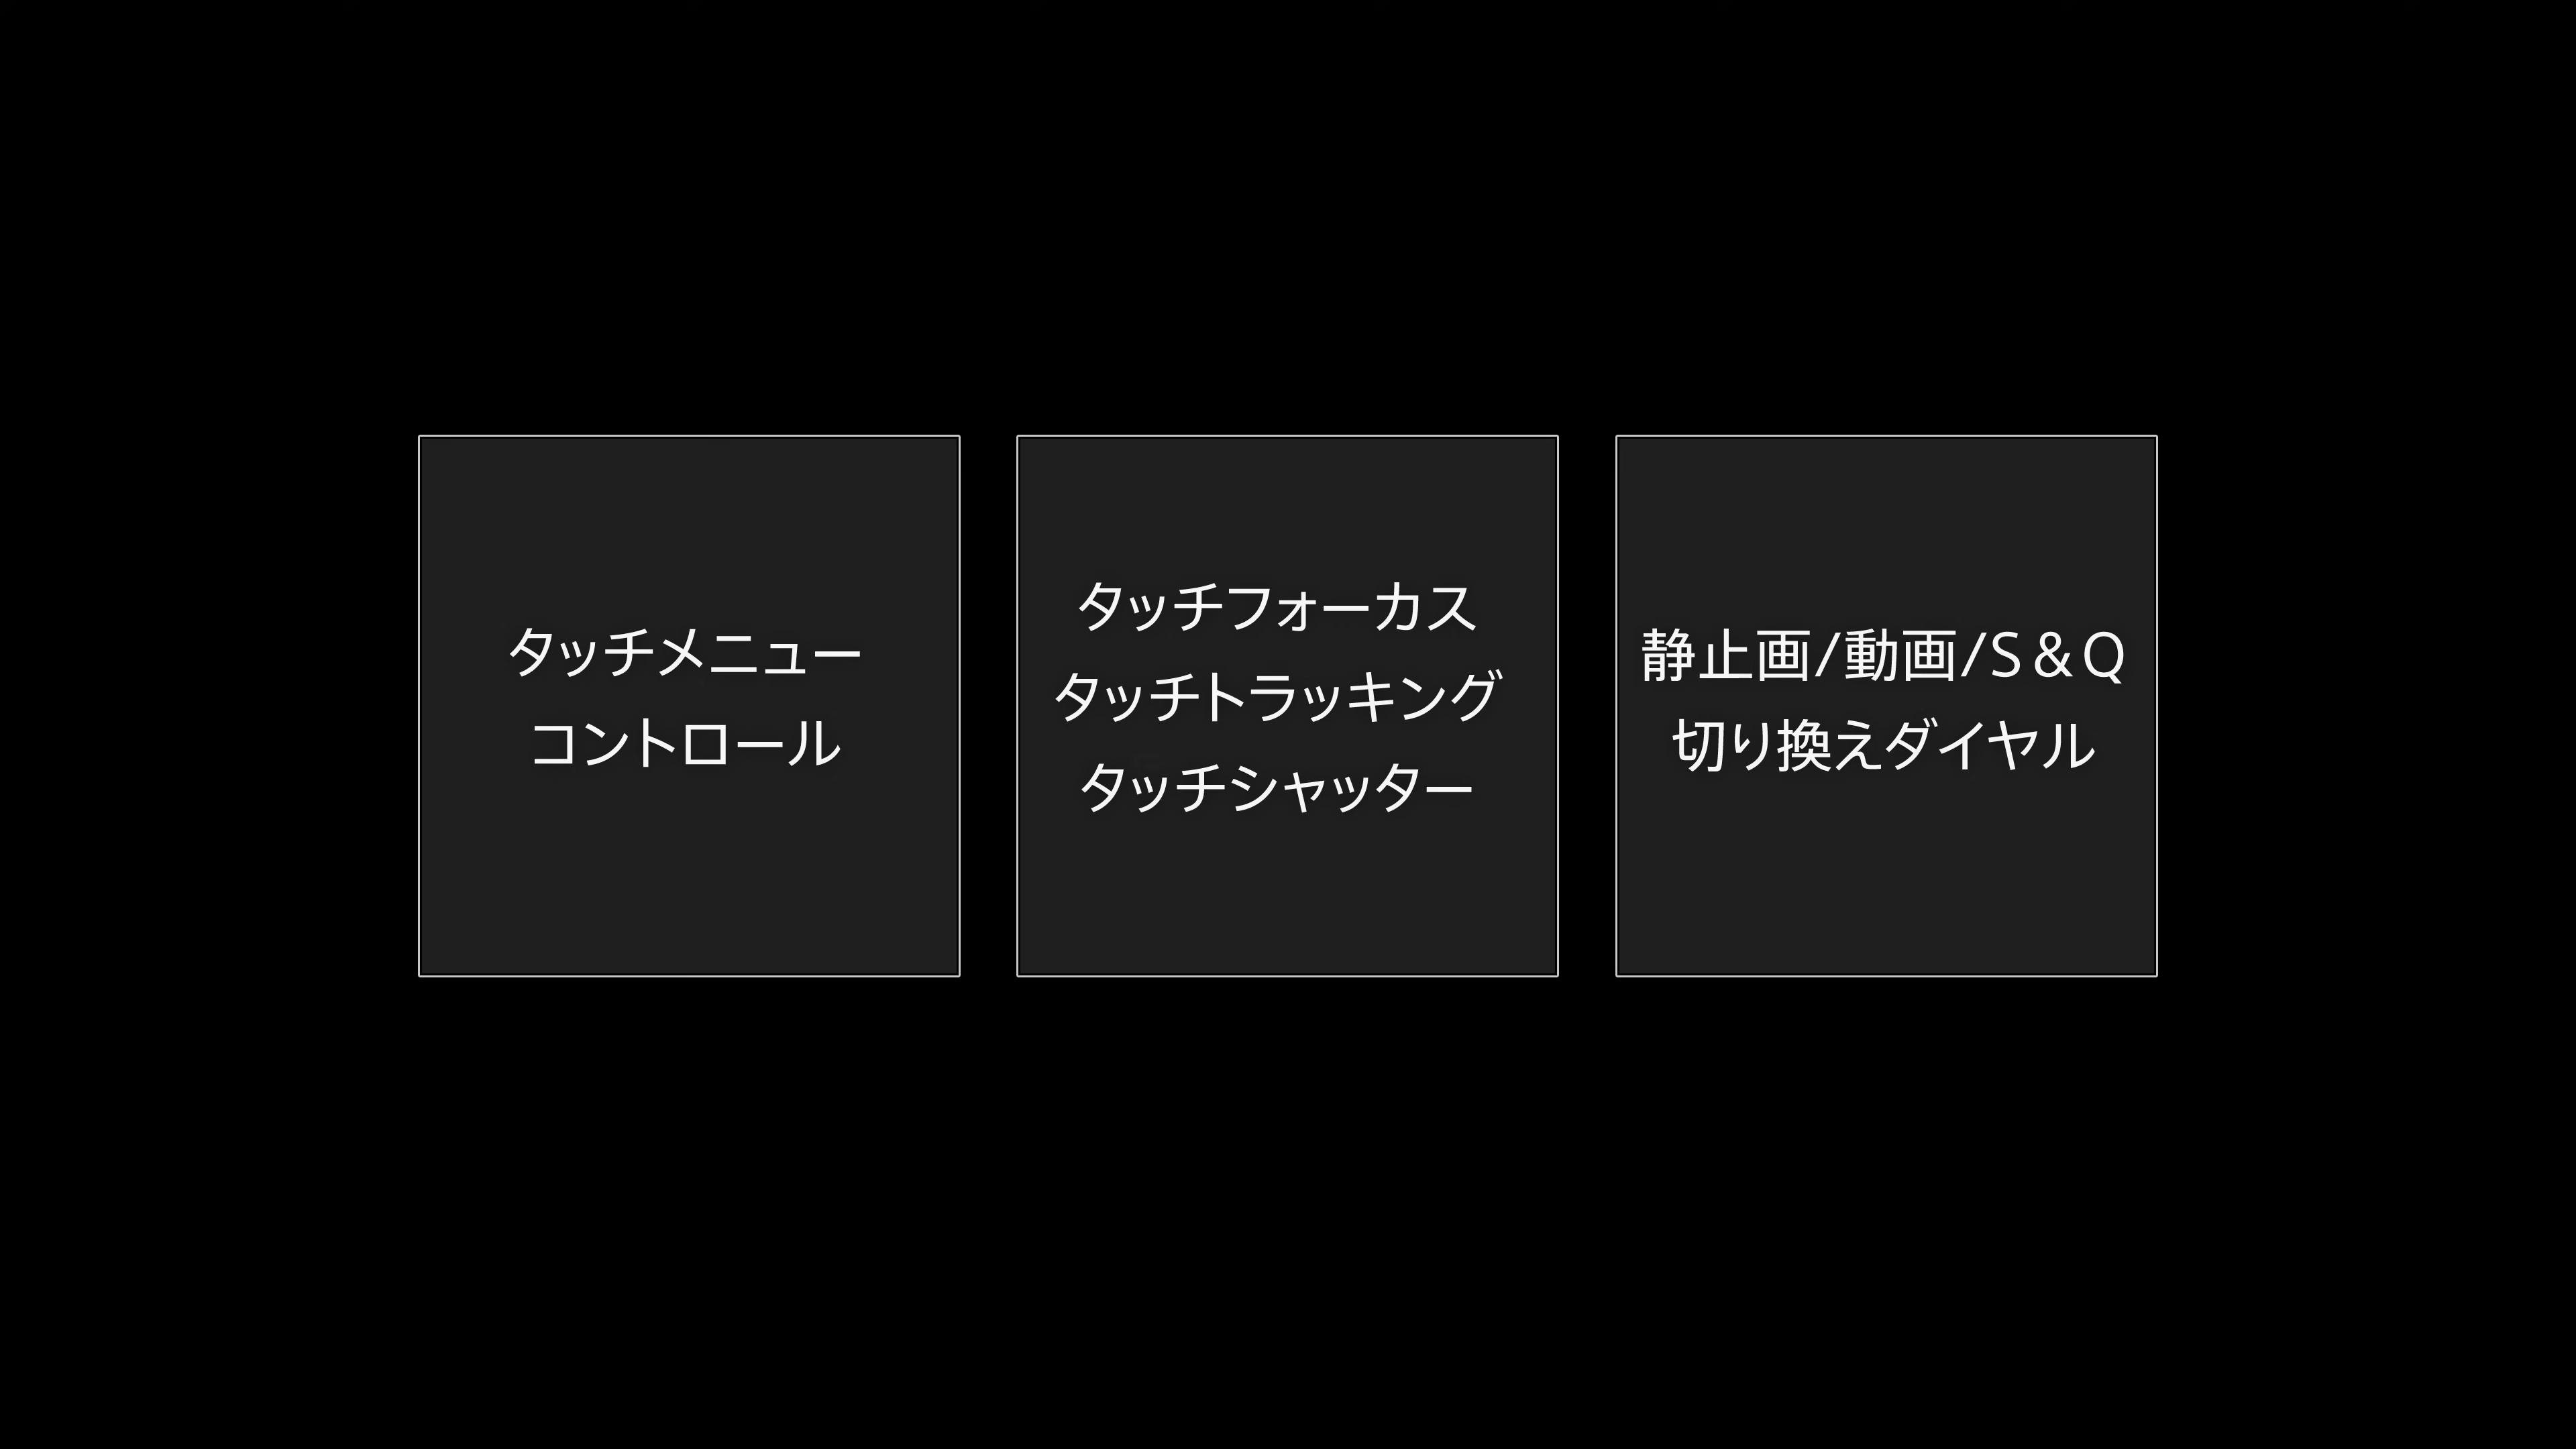 タッチメニュー
コントロール
タッチフォーカス
タッチトラッキング
タッチシャッター
静止画/動画/S&Q
切り換えダイヤル